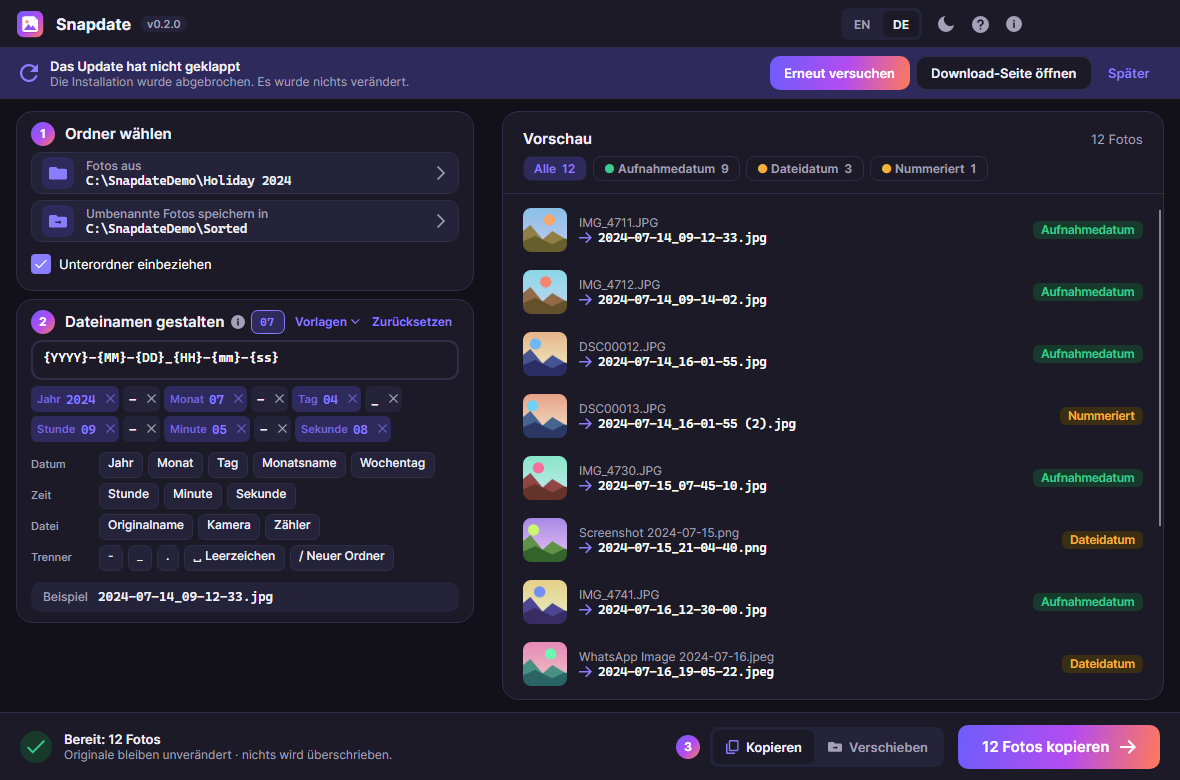 Snapdate v0.2.0 EN DE
Das Update hat nicht geklappt
Die Installation wurde abgebrochen. Es wurde nichts verändert.
Erneut versuchen Download-Seite öffnen Später
1 Ordner wählen
Fotos aus
C:\SnapdateDemo\Holiday 2024
Umbenannte Fotos speichern in
C:\SnapdateDemo\Sorted
Unterordner einbeziehen
2 Dateinamen gestalten 07 Vorlagen Zurücksetzen
{YYYY}-{MM}-{DD}_{HH}-{mm}-{ss}
Jahr 2024 × - × Monat 07 × - × Tag 04 × _ ×
Stunde 09 × - × Minute 05 × - × Sekunde 08 ×
Datum Jahr Monat Tag Monatsname Wochentag
Zeit Stunde Minute Sekunde
Datei Originalname Kamera Zähler
Trenner - _ . ␣ Leerzeichen / Neuer Ordner
Beispiel 2024-07-14_09-12-33.jpg
Vorschau 12 Fotos
Alle 12 Aufnahmedatum 9 Dateidatum 3 Nummeriert 1
IMG_4711.JPG
→ 2024-07-14_09-12-33.jpg Aufnahmedatum
IMG_4712.JPG
→ 2024-07-14_09-14-02.jpg Aufnahmedatum
DSC00012.JPG
→ 2024-07-14_16-01-55.jpg Aufnahmedatum
DSC00013.JPG
→ 2024-07-14_16-01-55 (2).jpg Nummeriert
IMG_4730.JPG
→ 2024-07-15_07-45-10.jpg Aufnahmedatum
Screenshot 2024-07-15.png
→ 2024-07-15_21-04-40.png Dateidatum
IMG_4741.JPG
→ 2024-07-16_12-30-00.jpg Aufnahmedatum
WhatsApp Image 2024-07-16.jpeg
→ 2024-07-16_19-05-22.jpeg Dateidatum
Bereit: 12 Fotos
Originale bleiben unverändert · nichts wird überschrieben.
3 Kopieren Verschieben 12 Fotos kopieren →